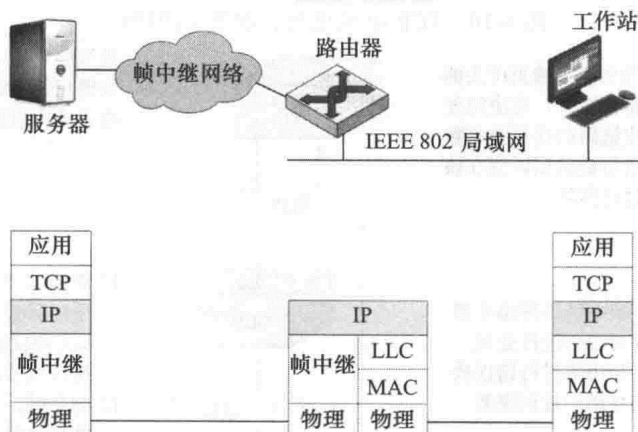 工作站
路由器
帧中继网络
服务器
IEEE 802 局域网
应用
TCP
IP
帧中继
物理
IP
帧中继
LLC
MAC
物理
物理
应用
TCP
IP
LLC
MAC
物理